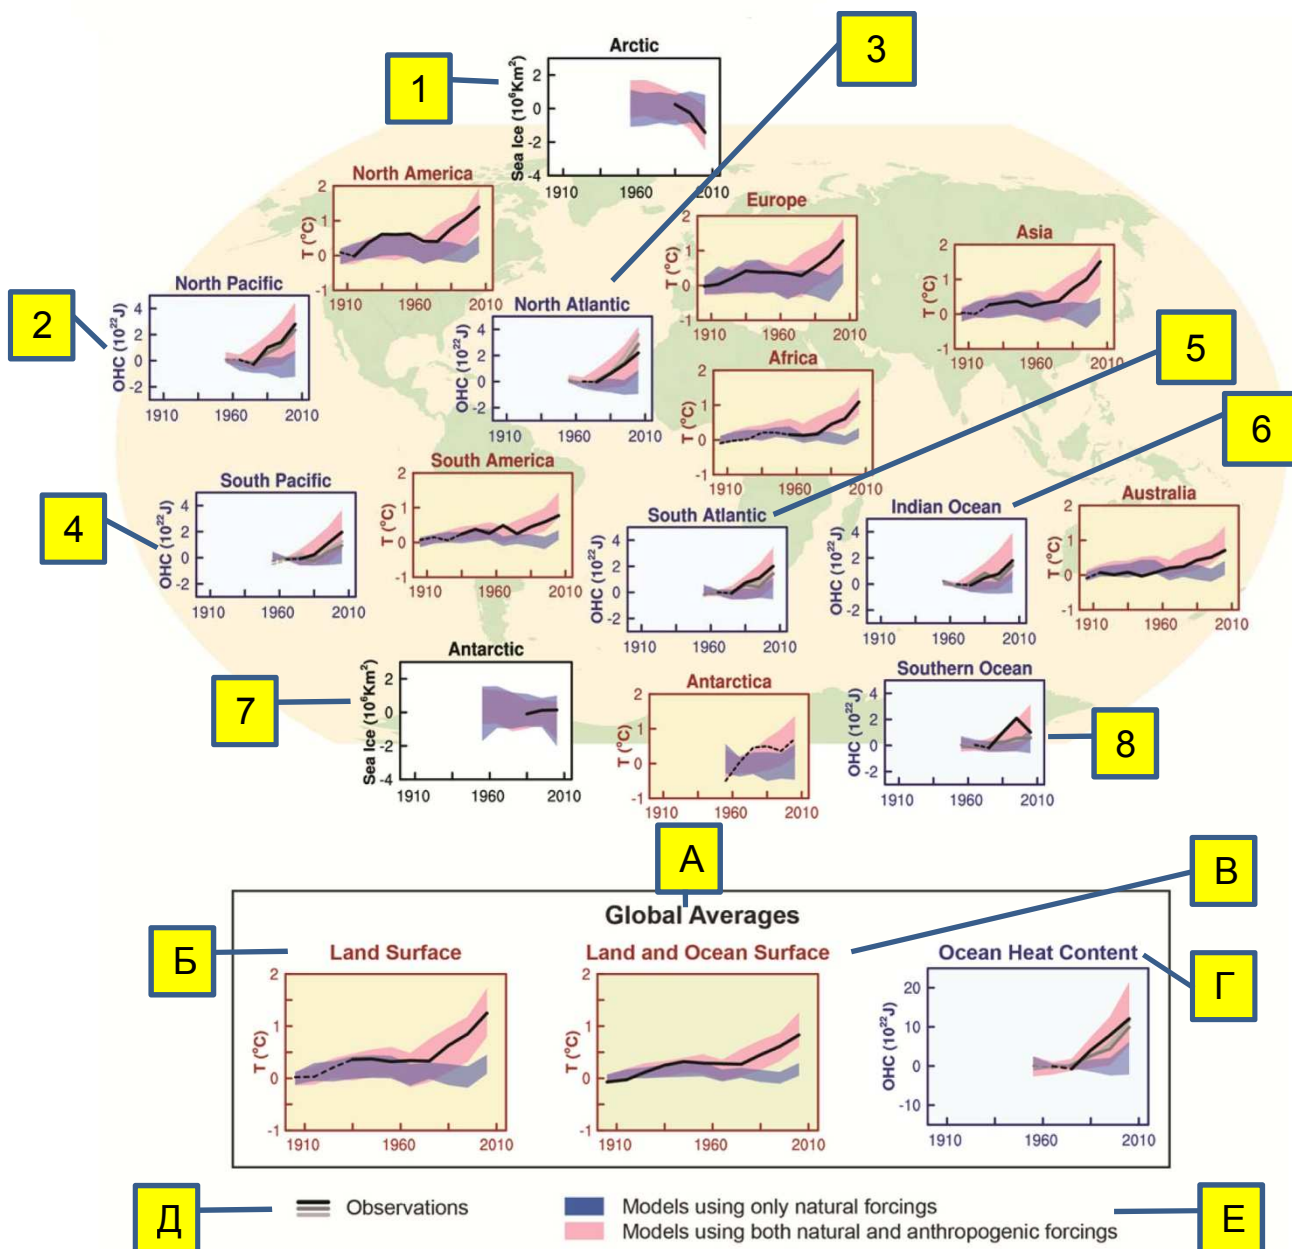 3
Arctic
1
Sea Ice (10⁶Km²)
2
0
-2
-4
1910
1960
2010
North America
T (°C)
2
1
0
-1
1910
1960
2010
Europe
T (°C)
2
1
0
-1
1910
1960
2010
Asia
T (°C)
2
1
0
-1
1910
1960
2010
2
North Pacific
OHC (10²²J)
4
2
0
-2
1910
1960
2010
North Atlantic
OHC (10²²J)
4
2
0
-2
1910
1960
2010
5
Africa
T (°C)
2
1
0
-1
1910
1960
2010
6
4
South Pacific
OHC (10²²J)
4
2
0
-2
1910
1960
2010
South America
T (°C)
2
1
0
-1
1910
1960
2010
South Atlantic
OHC (10²²J)
4
2
0
-2
1910
1960
2010
Indian Ocean
OHC (10²²J)
4
2
0
-2
1910
1960
2010
Australia
T (°C)
2
1
0
-1
1910
1960
2010
7
Antarctic
Sea Ice (10⁶Km²)
2
0
-2
-4
1910
1960
2010
Antarctica
T (°C)
2
1
0
-1
1910
1960
2010
Southern Ocean
OHC (10²²J)
4
2
0
-2
1910
1960
2010
8
А
В
Global Averages
Б
Land Surface
T (°C)
2
1
0
-1
1910
1960
2010
Land and Ocean Surface
T (°C)
2
1
0
-1
1910
1960
2010
Ocean Heat Content
Г
OHC (10²²J)
20
10
0
-10
1910
1960
2010
Д
Observations
Models using only natural forcings
Models using both natural and anthropogenic forcings
Е